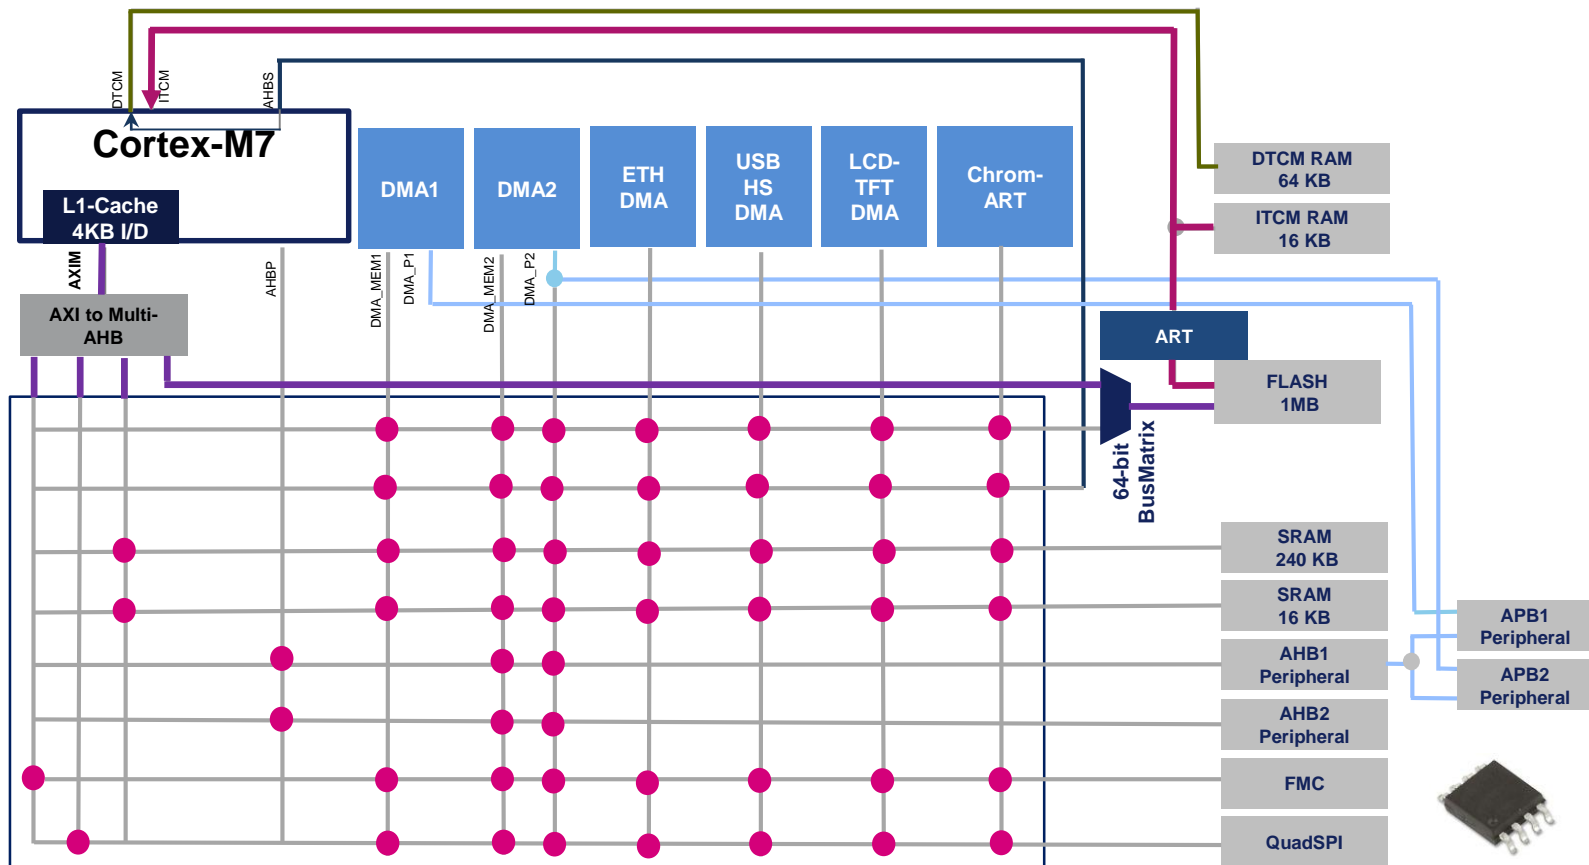 DTCM
ITCM
AHBS
Cortex-M7
L1-Cache
4KB I/D
DMA1
DMA2
ETH
DMA
USB
HS
DMA
LCD-
TFT
DMA
Chrom-
ART
DTCM RAM
64 KB
ITCM RAM
16 KB
AXIM
AHBP
DMA_MEM1
DMA_P1
DMA_MEM2
DMA_P2
AXI to Multi-
AHB
ART
FLASH
1MB
64-bit
BusMatrix
SRAM
240 KB
SRAM
16 KB
AHB1
Peripheral
APB1
Peripheral
APB2
Peripheral
AHB2
Peripheral
FMC
QuadSPI